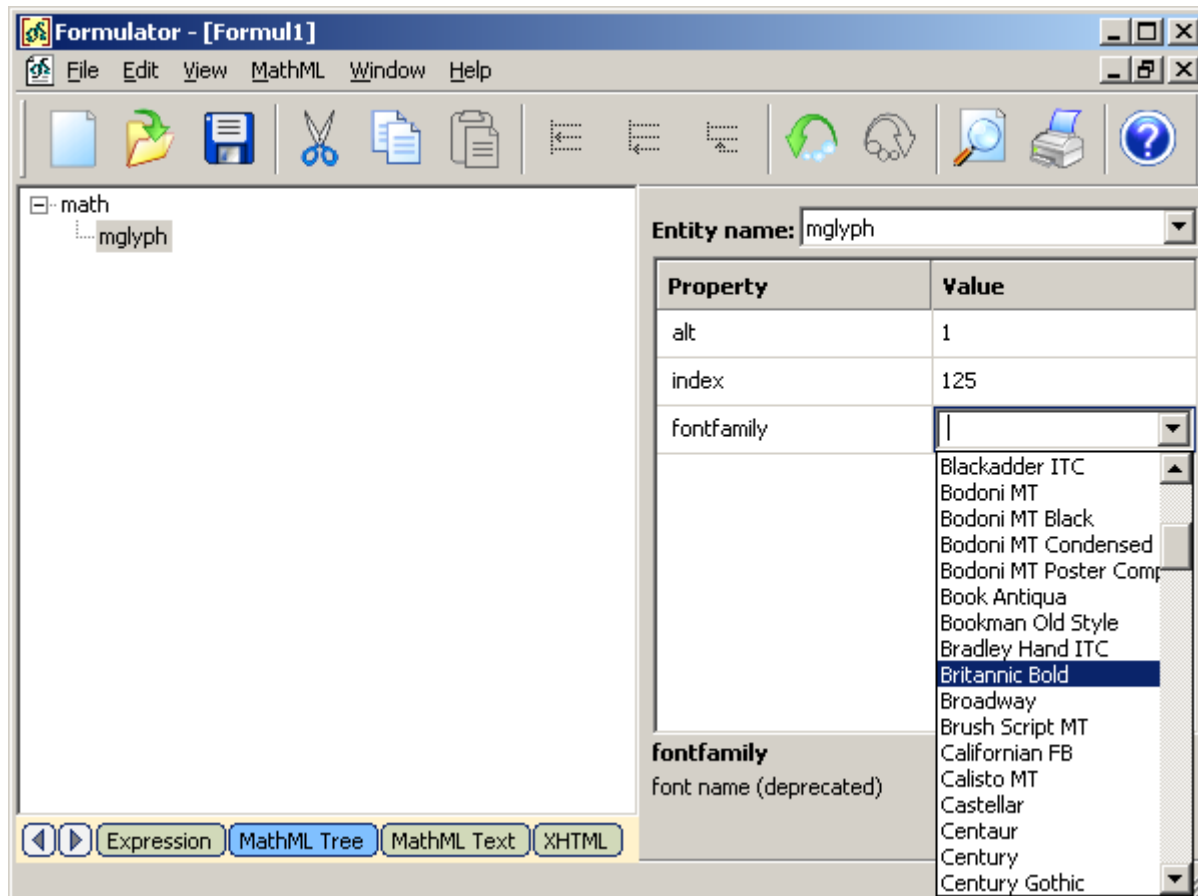 Formulator - [Formul1]
File Edit View MathML Window Help
math
mglyph
Entity name: mglyph
Property Value
alt 1
index 125
fontfamily
Blackadder ITC
Bodoni MT
Bodoni MT Black
Bodoni MT Condensed
Bodoni MT Poster Comp
Book Antiqua
Bookman Old Style
Bradley Hand ITC
Britannic Bold
Broadway
Brush Script MT
Californian FB
Calisto MT
Castellar
Centaur
Century
Century Gothic
fontfamily
font name (deprecated)
Expression MathML Tree MathML Text XHTML